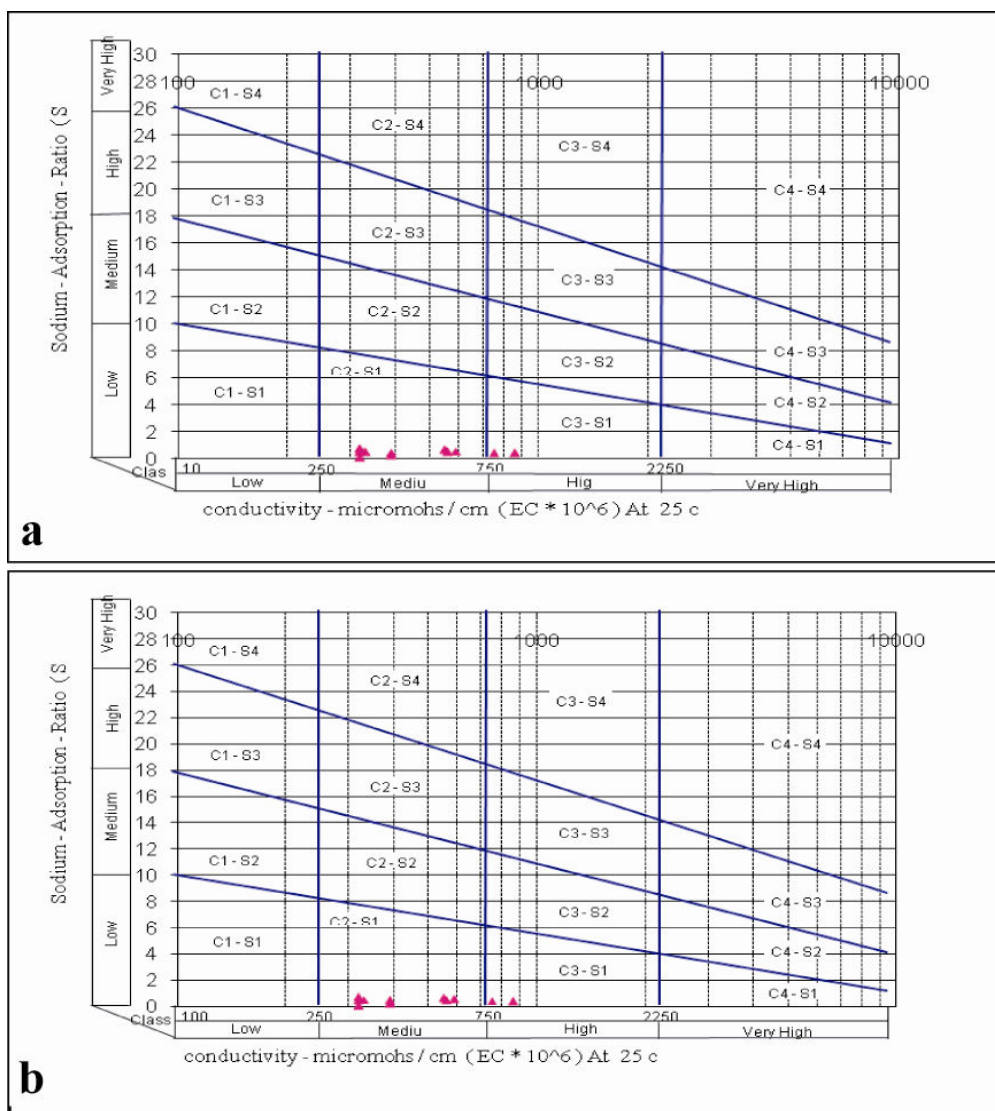 30
100
1000
10000
Very High
28
C1 - S4
26
C2 - S4
24
C3 - S4
High
22
20
C4 - S4
C1 - S3
18
C2 - S3
16
Medium
14
C3 - S3
12
C1 - S2
C2 - S2
10
8
C4 - S3
C3 - S2
C2 - S1
6
C1 - S1
4
C4 - S2
Low
C3 - S1
2
C4 - S1
0
Sodium - Adsorption - Ratio (S
Clas
10
250
750
2250
Low
Mediu
Hig
Very High
conductivity - micromohs / cm (EC * 10^6) At 25 c
a
30
100
1000
10000
Very High
28
C1 - S4
26
C2 - S4
24
C3 - S4
High
22
20
C4 - S4
C1 - S3
18
C2 - S3
16
Medium
14
C3 - S3
12
C1 - S2
C2 - S2
10
8
C4 - S3
C3 - S2
C2 - S1
6
C1 - S1
4
C4 - S2
Low
C3 - S1
2
C4 - S1
0
Sodium - Adsorption - Ratio (S
Class
100
250
750
2250
Low
Mediu
High
Very High
conductivity - micromohs / cm (EC * 10^6) At 25 c
b